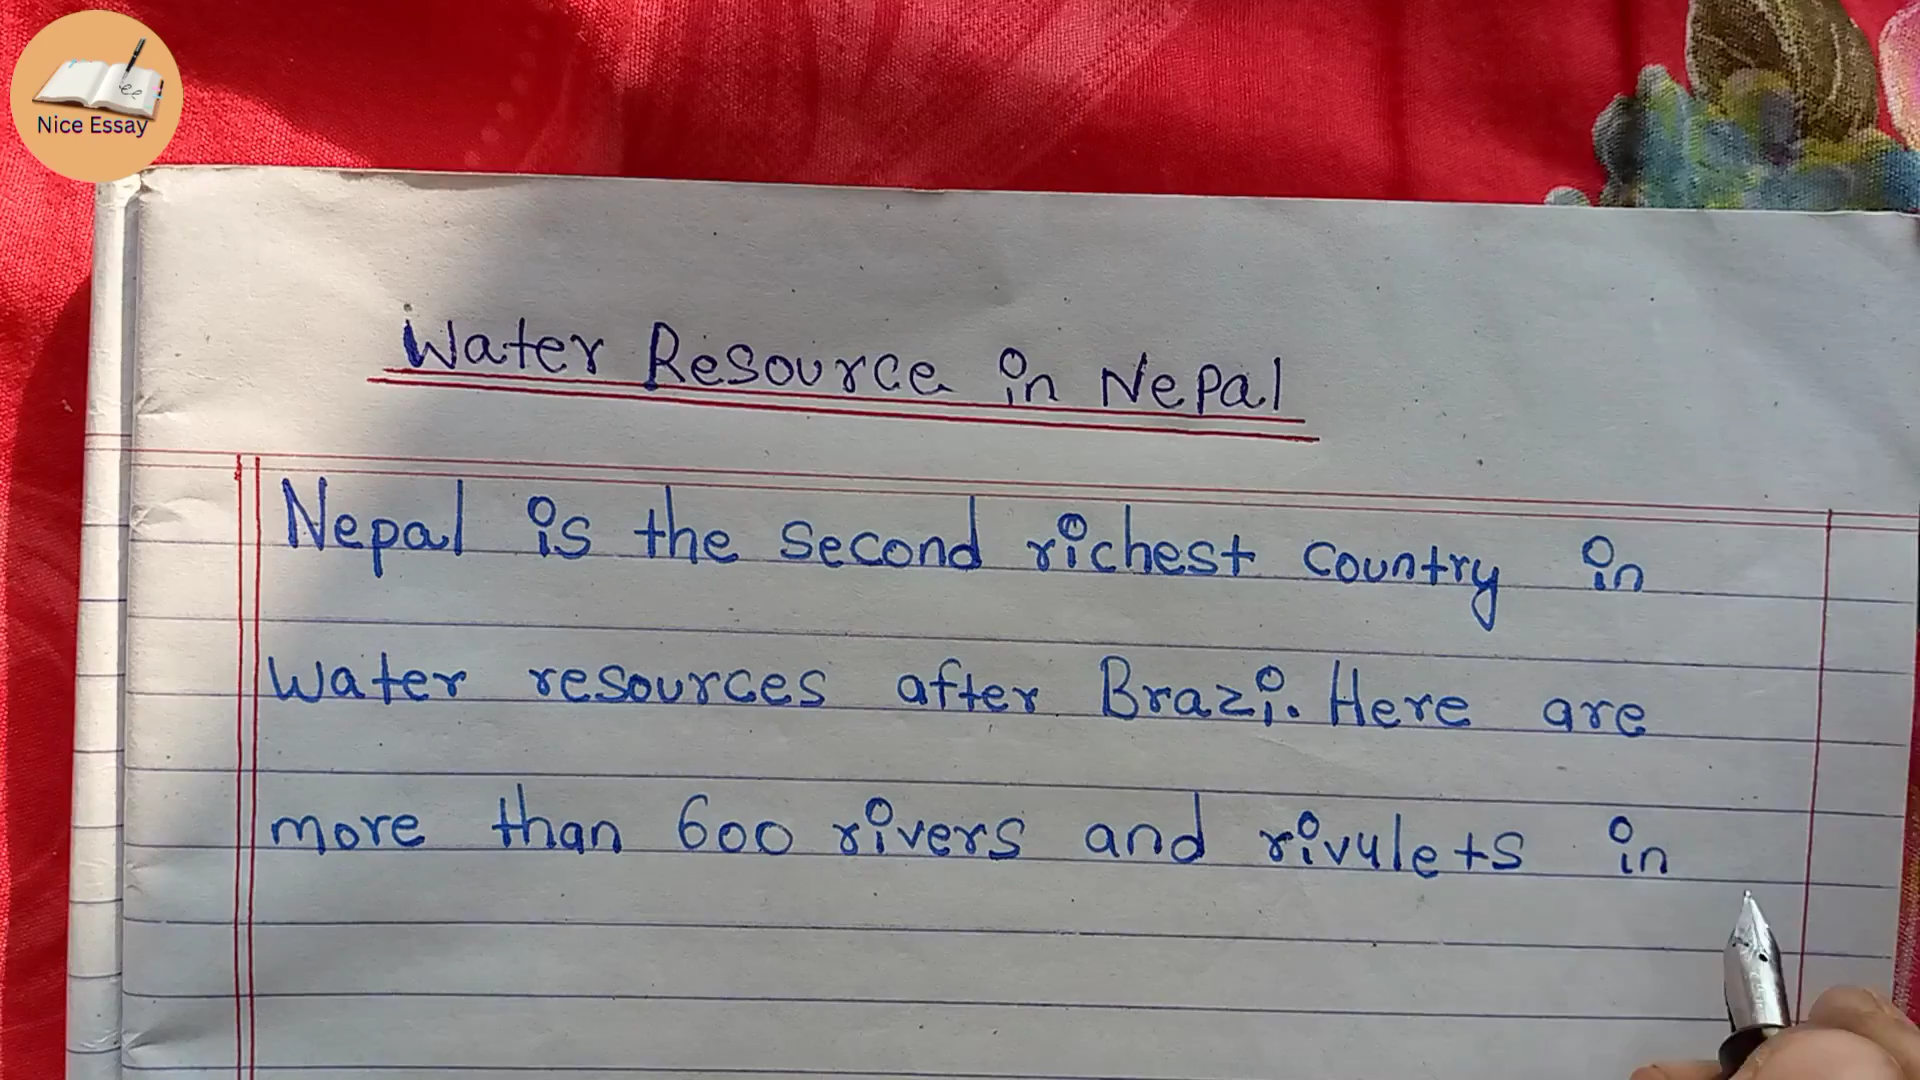 Nice Essay
Water Resource in Nepal
Nepal is the second richest country in
water resources after Brazi. Here are
more than 600 rivers and rivulets in